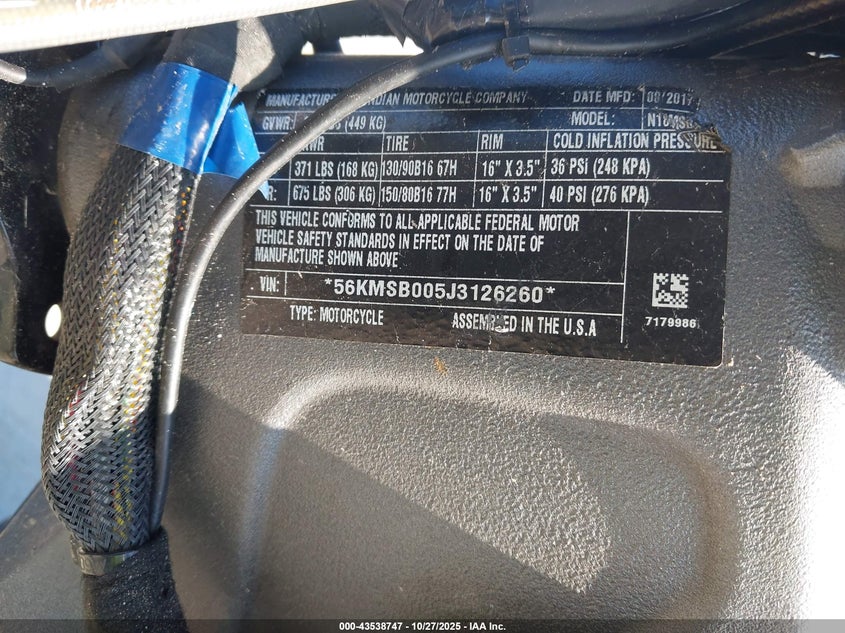 MANUFACTURE INDIAN MOTORCYCLE COMPANY DATE MFD: 09/2017
GVWR: (449 KG) MODEL:
TIRE RIM COLD INFLATION PRESSURE
371 LBS (168 KG) 130/90B16 67H 16" X 3.5" 36 PSI (248 KPA)
R: 675 LBS (306 KG) 150/80B16 77H 16" X 3.5" 40 PSI (276 KPA)
THIS VEHICLE CONFORMS TO ALL APPLICABLE FEDERAL MOTOR
VEHICLE SAFETY STANDARDS IN EFFECT ON THE DATE OF
MANUFACTURE SHOWN ABOVE
VIN: *56KMSB005J3126260*
TYPE: MOTORCYCLE ASSEMBLED IN THE U.S.A
7179986
000-43538747 | 10/27/2025 - IAA Inc.